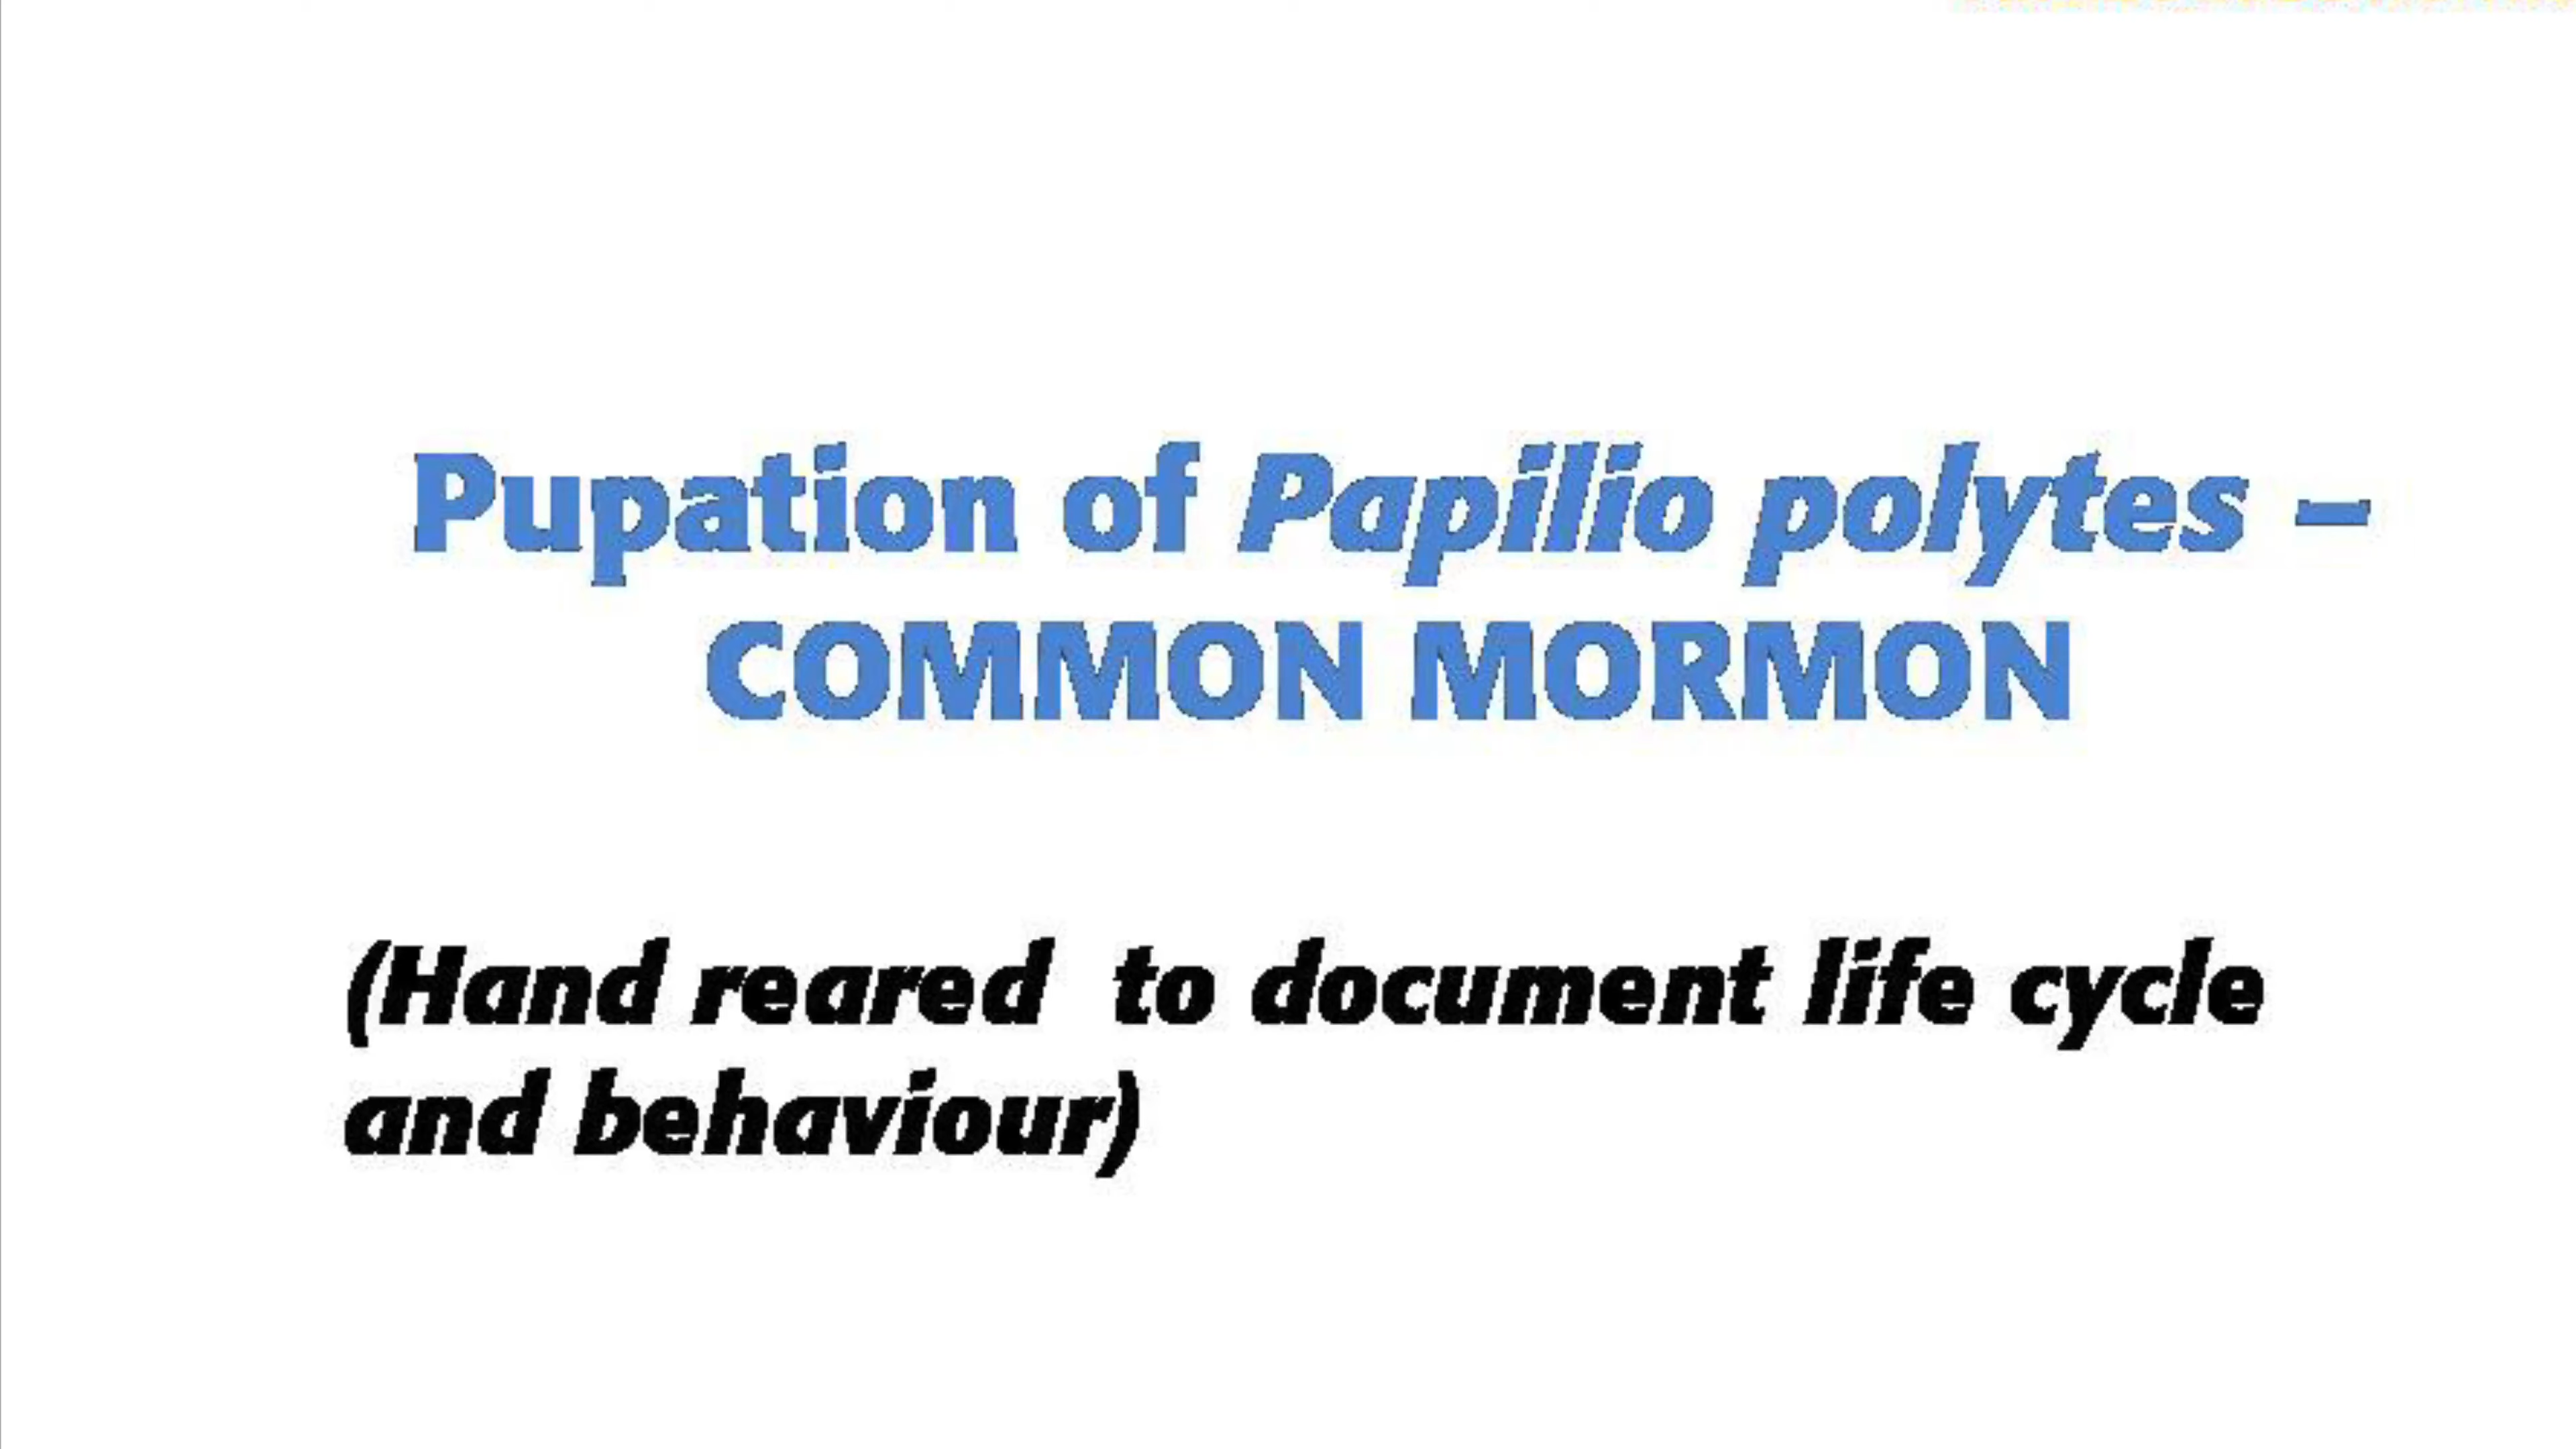 Pupation of Papilio polytes –
COMMON MORMON
(Hand reared  to document life cycle
and behaviour)